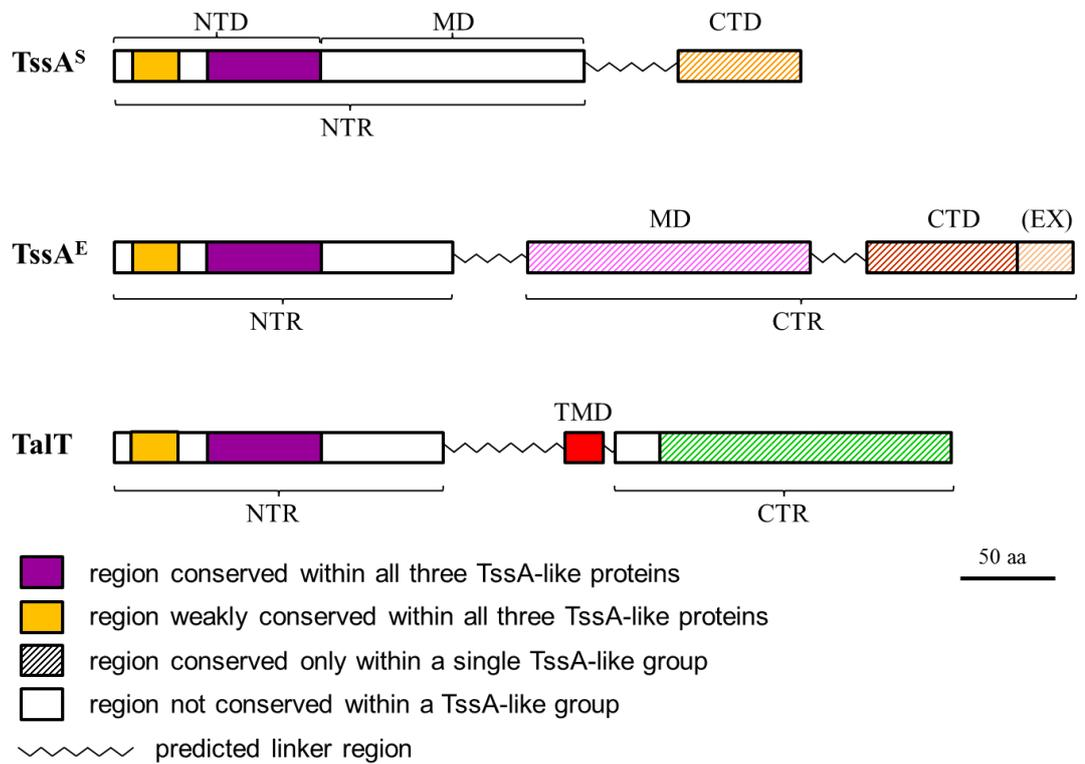 NTD MD CTD
TssAS
NTR
MD CTD (EX)
TssAE
NTR CTR
TMD
TalT
NTR CTR
50 aa
region conserved within all three TssA-like proteins
region weakly conserved within all three TssA-like proteins
region conserved only within a single TssA-like group
region not conserved within a TssA-like group
predicted linker region